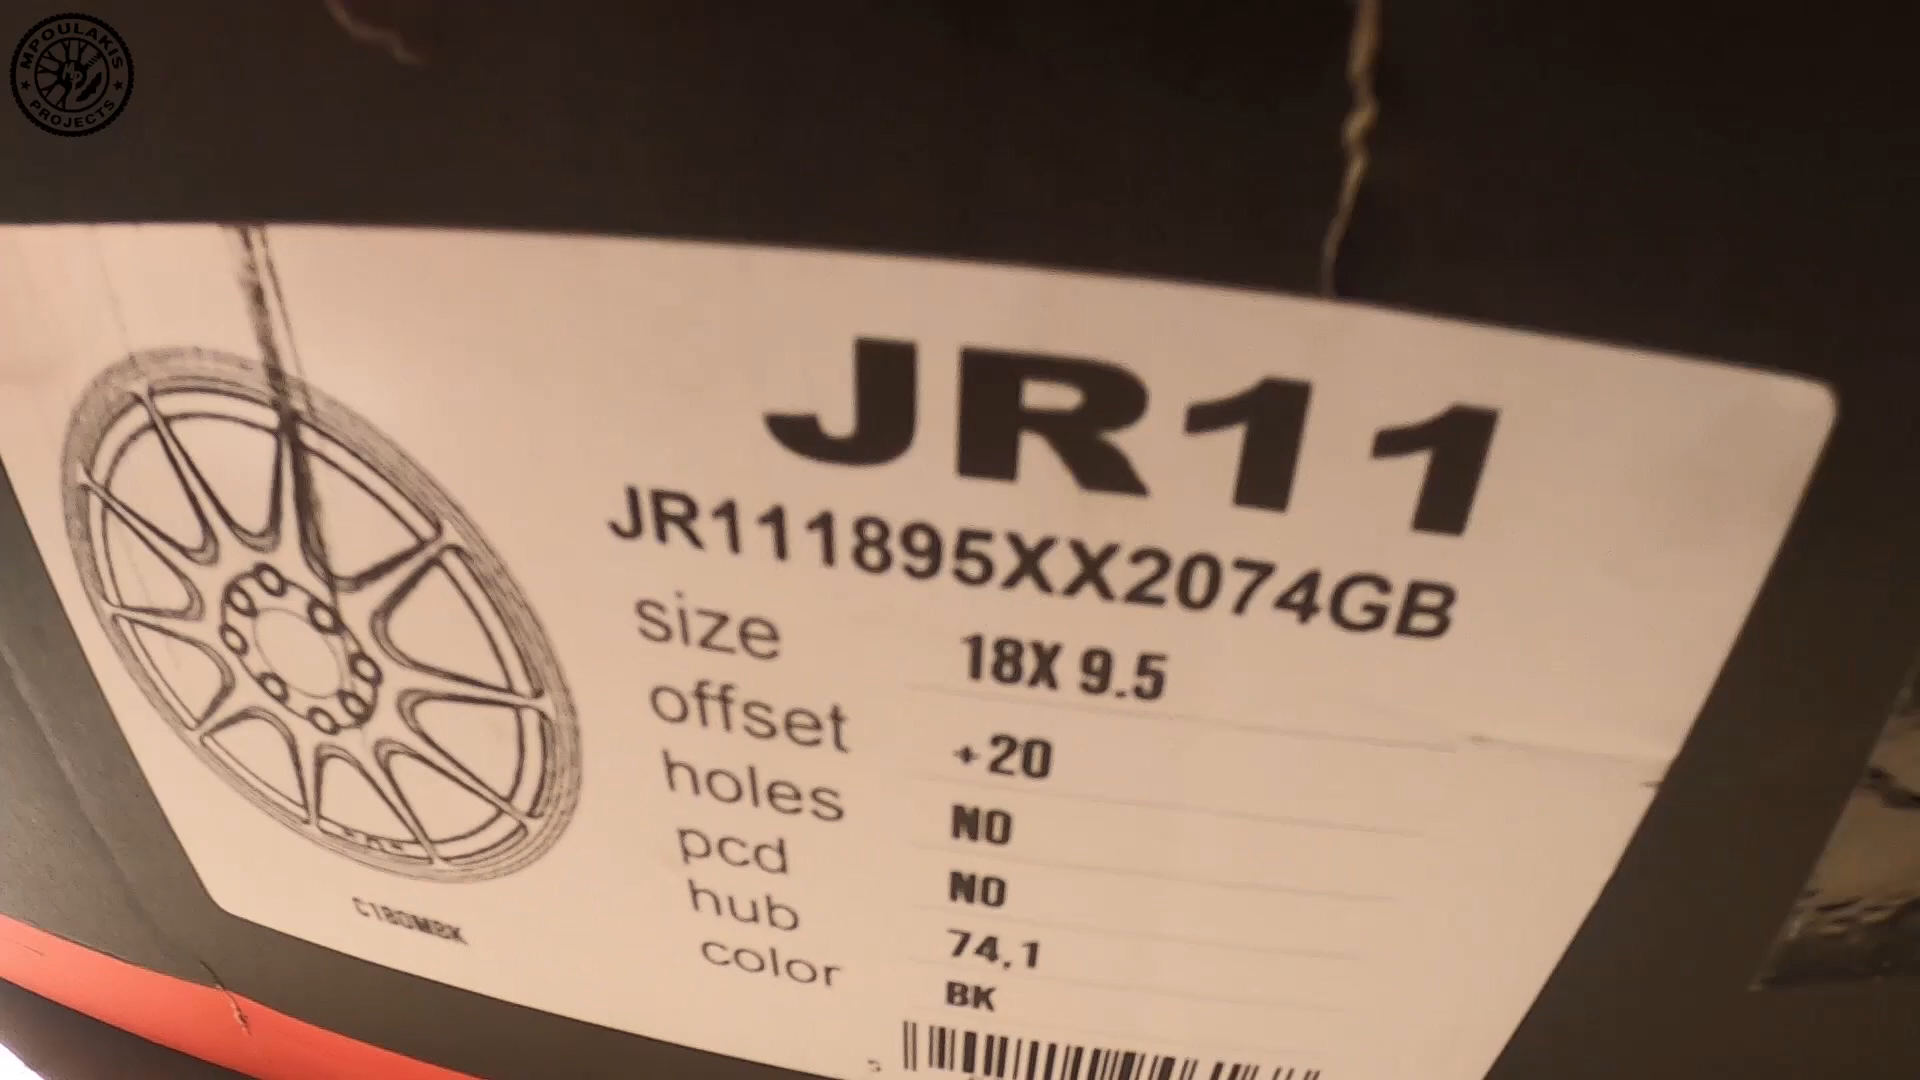 MPOULAKIS
PROJECTS
JR11
JR111895XX2074GB
size 18X 9.5
offset +20
holes NO
pcd NO
hub 74.1
color BK
C180MBK